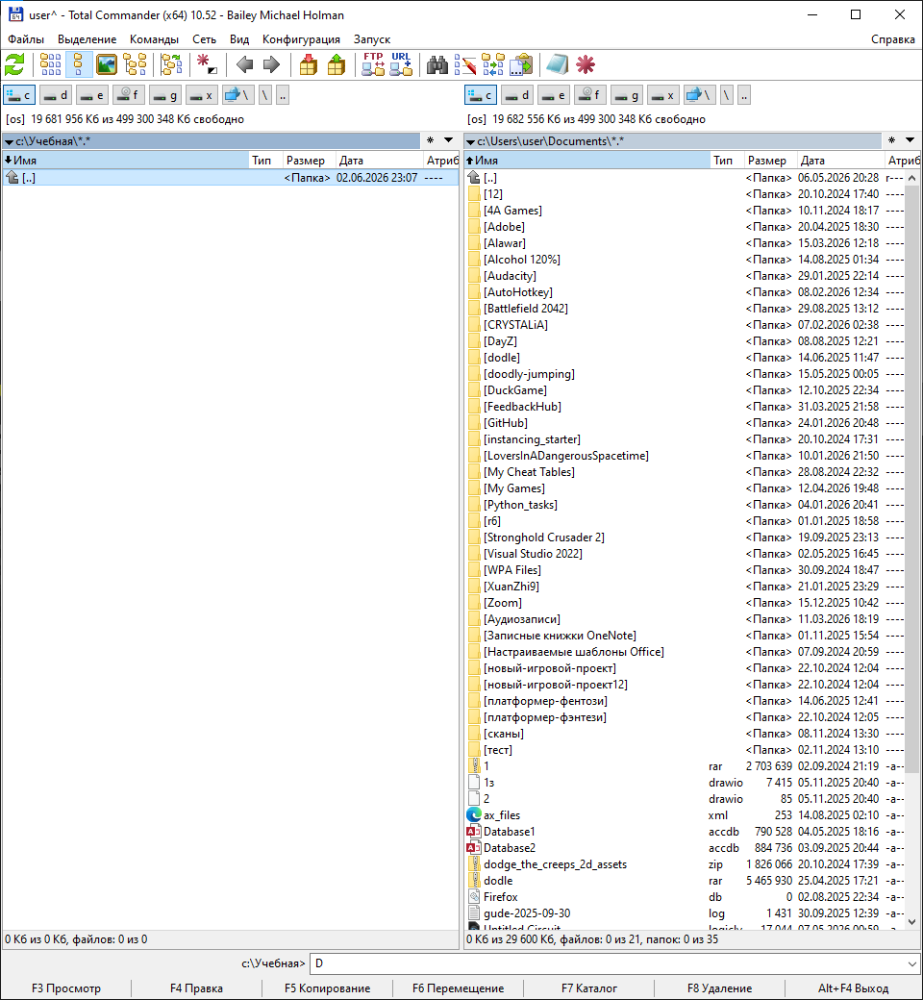 user^ - Total Commander (x64) 10.52 - Bailey Michael Holman
Файлы Выделение Команды Сеть Вид Конфигурация Запуск Справка
FTP URL
c d e f g x \ \ ..
[os] 19 681 956 Кб из 499 300 348 Кб свободно
c:\Учебная\*.* * 
Имя Тип Размер Дата Атриб
[..] <Папка> 02.06.2026 23:07 ----
0 Кб из 0 Кб, файлов: 0 из 0
c d e f g x \ \ ..
[os] 19 682 556 Кб из 499 300 348 Кб свободно
c:\Users\user\Documents\*.* *
Имя Тип Размер Дата Атриб
[..] <Папка> 06.05.2026 20:28 r---
[12] <Папка> 20.10.2024 17:40 ----
[4A Games] <Папка> 10.11.2024 18:17 ----
[Adobe] <Папка> 20.04.2025 18:30 ----
[Alawar] <Папка> 15.03.2026 12:18 ----
[Alcohol 120%] <Папка> 14.08.2025 01:34 ----
[Audacity] <Папка> 29.01.2025 22:14 ----
[AutoHotkey] <Папка> 08.02.2026 12:34 ----
[Battlefield 2042] <Папка> 29.08.2025 13:12 ----
[CRYSTALiA] <Папка> 07.02.2026 02:38 ----
[DayZ] <Папка> 08.08.2025 12:21 ----
[dodle] <Папка> 14.06.2025 11:47 ----
[doodly-jumping] <Папка> 15.05.2025 00:05 ----
[DuckGame] <Папка> 12.10.2025 22:34 ----
[FeedbackHub] <Папка> 31.03.2025 21:58 ----
[GitHub] <Папка> 24.01.2026 20:48 ----
[instancing_starter] <Папка> 20.10.2024 17:31 ----
[LoversInADangerousSpacetime] <Папка> 10.01.2026 21:50 ----
[My Cheat Tables] <Папка> 28.08.2024 22:32 ----
[My Games] <Папка> 12.04.2026 19:48 ----
[Python_tasks] <Папка> 04.01.2026 20:41 ----
[r6] <Папка> 01.01.2025 18:58 ----
[Stronghold Crusader 2] <Папка> 19.09.2025 23:13 ----
[Visual Studio 2022] <Папка> 02.05.2026 16:45 ----
[WPA Files] <Папка> 30.09.2024 18:47 ----
[XuanZhi9] <Папка> 21.01.2025 23:29 ----
[Zoom] <Папка> 15.12.2025 10:42 ----
[Аудиозаписи] <Папка> 11.03.2026 18:19 ----
[Записные книжки OneNote] <Папка> 01.11.2025 15:54 ----
[Настраиваемые шаблоны Office] <Папка> 07.09.2024 20:59 ----
[новый-игровой-проект] <Папка> 22.10.2024 12:04 ----
[новый-игровой-проект12] <Папка> 22.10.2024 12:04 ----
[платформер-фентози] <Папка> 14.06.2025 12:41 ----
[платформер-фэнтези] <Папка> 22.10.2024 12:05 ----
[сканы] <Папка> 08.11.2024 13:30 ----
[тест] <Папка> 02.11.2024 13:10 ----
1 rar 2 703 639 02.09.2024 21:19 -a--
1з drawio 7 415 05.11.2025 20:40 -a--
2 drawio 85 05.11.2025 20:40 -a--
ax_files xml 253 14.08.2025 02:10 -a--
Database1 accdb 790 528 04.05.2025 18:16 -a--
Database2 accdb 884 736 03.09.2025 20:44 -a--
dodge_the_creeps_2d_assets zip 1 826 066 20.10.2024 17:39 -a--
dodle rar 5 465 930 25.04.2025 17:21 -a--
Firefox db 0 02.08.2025 22:34 -a--
gude-2025-09-30 log 1 431 30.09.2025 12:39 -a--
Untitled Circuit logicly 17 044 07.05.2026 00:59 -a--
0 Кб из 29 600 Кб, файлов: 0 из 21, папок: 0 из 35
c:\Учебная> D
F3 Просмотр F4 Правка F5 Копирование F6 Перемещение F7 Каталог F8 Удаление Alt+F4 Выход